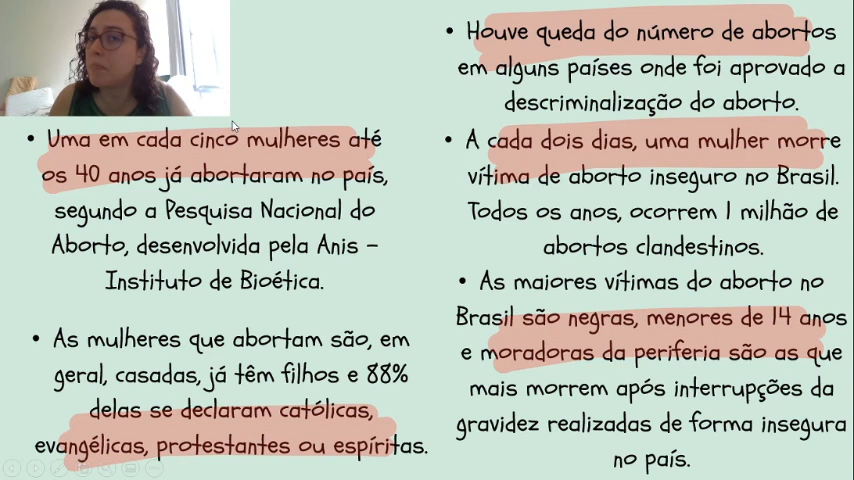 • Uma em cada cinco mulheres até
os 40 anos já abortaram no país,
segundo a Pesquisa Nacional do
Aborto, desenvolvida pela Anis –
Instituto de Bioética.
• As mulheres que abortam são, em
geral, casadas, já têm filhos e 88%
delas se declaram católicas,
evangélicas, protestantes ou espíritas.
• Houve queda do número de abortos
em alguns países onde foi aprovado a
descriminalização do aborto.
• A cada dois dias, uma mulher morre
vítima de aborto inseguro no Brasil.
Todos os anos, ocorrem 1 milhão de
abortos clandestinos.
• As maiores vítimas do aborto no
Brasil são negras, menores de 14 anos
e moradoras da periferia são as que
mais morrem após interrupções da
gravidez realizadas de forma insegura
no país.